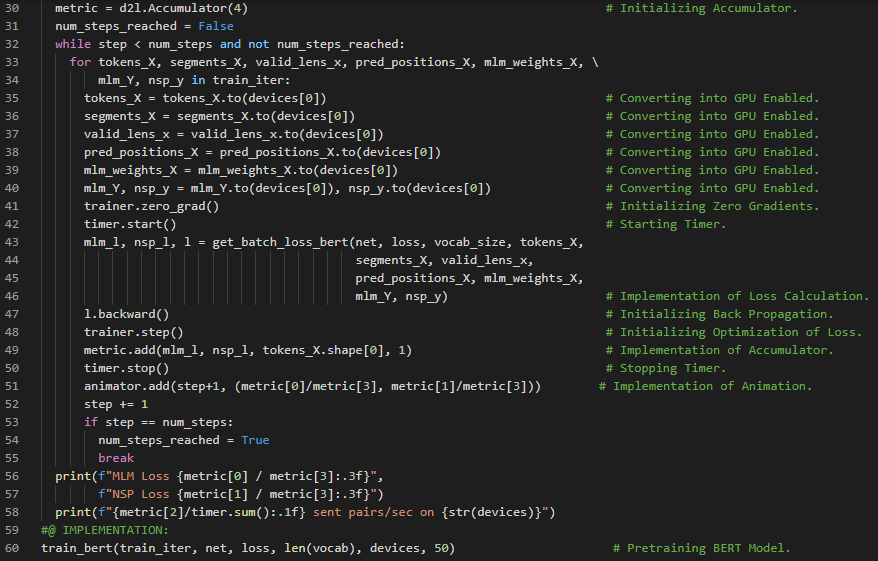 30 metric = d2l.Accumulator(4) # Initializing Accumulator.
31 num_steps_reached = False
32 while step < num_steps and not num_steps_reached:
33 for tokens_X, segments_X, valid_lens_x, pred_positions_X, mlm_weights_X, \
34 mlm_Y, nsp_y in train_iter:
35 tokens_X = tokens_X.to(devices[0]) # Converting into GPU Enabled.
36 segments_X = segments_X.to(devices[0]) # Converting into GPU Enabled.
37 valid_lens_x = valid_lens_x.to(devices[0]) # Converting into GPU Enabled.
38 pred_positions_X = pred_positions_X.to(devices[0]) # Converting into GPU Enabled.
39 mlm_weights_X = mlm_weights_X.to(devices[0]) # Converting into GPU Enabled.
40 mlm_Y, nsp_y = mlm_Y.to(devices[0]), nsp_y.to(devices[0]) # Converting into GPU Enabled.
41 trainer.zero_grad() # Initializing Zero Gradients.
42 timer.start() # Starting Timer.
43 mlm_l, nsp_l, l = get_batch_loss_bert(net, loss, vocab_size, tokens_X,
44 segments_X, valid_lens_x,
45 pred_positions_X, mlm_weights_X,
46 mlm_Y, nsp_y) # Implementation of Loss Calculation.
47 l.backward() # Initializing Back Propagation.
48 trainer.step() # Initializing Optimization of Loss.
49 metric.add(mlm_l, nsp_l, tokens_X.shape[0], 1) # Implementation of Accumulator.
50 timer.stop() # Stopping Timer.
51 animator.add(step+1, (metric[0]/metric[3], metric[1]/metric[3])) # Implementation of Animation.
52 step += 1
53 if step == num_steps:
54 num_steps_reached = True
55 break
56 print(f"MLM Loss {metric[0] / metric[3]:.3f}",
57 f"NSP Loss {metric[1] / metric[3]:.3f}")
58 print(f"{metric[2]/timer.sum():.1f} sent pairs/sec on {str(devices)}")
59 #@ IMPLEMENTATION:
60 train_bert(train_iter, net, loss, len(vocab), devices, 50) # Pretraining BERT Model.